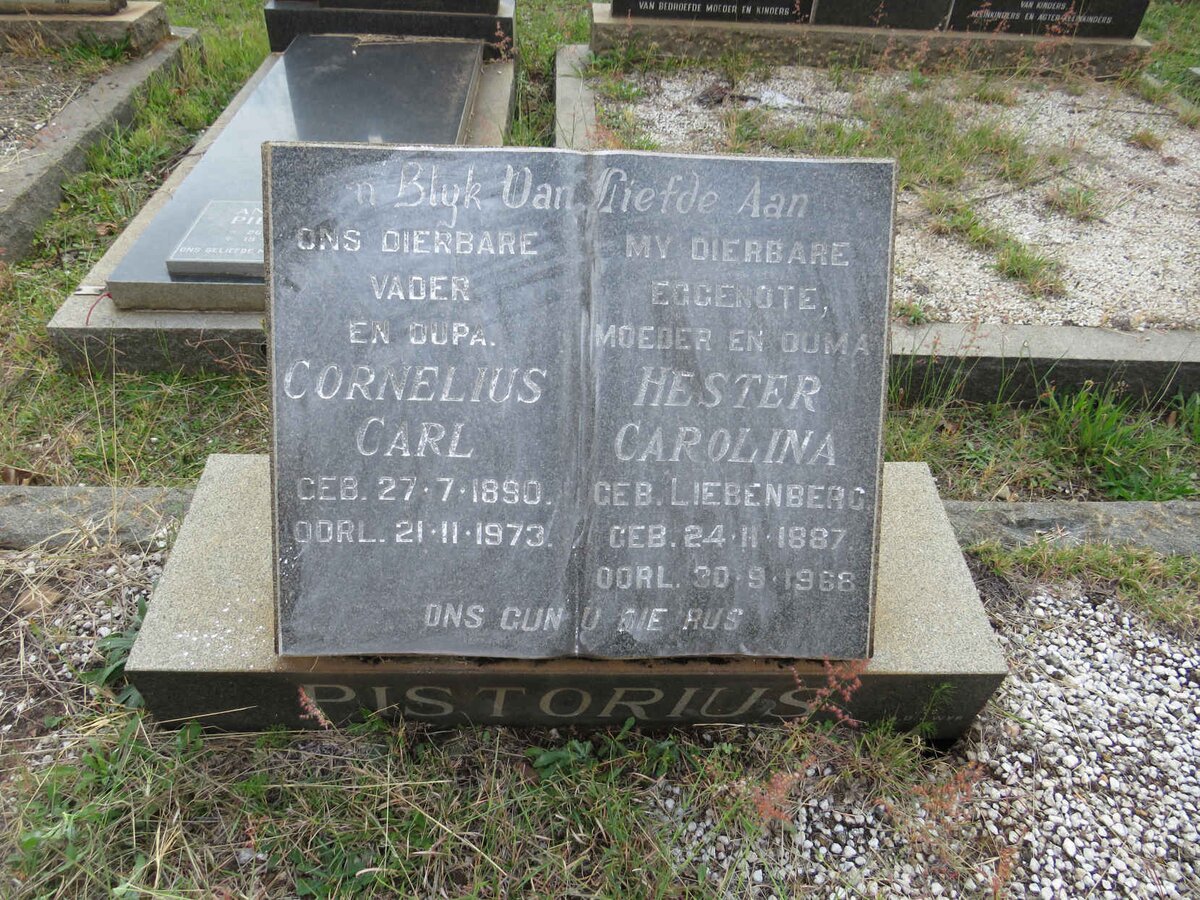 VAN BEDROEFDE MOEDER EN KINDERS
VAN KINDERS
KLEINKINDERS EN AGTER-KLEINKINDERS
'n Blyk Van Liefde Aan
ONS DIERBARE
VADER
EN OUPA.
CORNELIUS
CARL
GEB. 27·7·1890.
OORL. 21·11·1973.
MY DIERBARE
EGGENOTE,
MOEDER EN OUMA
HESTER
CAROLINA
GEB. LIEBENBERG
GEB. 24·11·1887
OORL. 30·9·1968
ONS GUN U DIE RUS
PISTORIUS